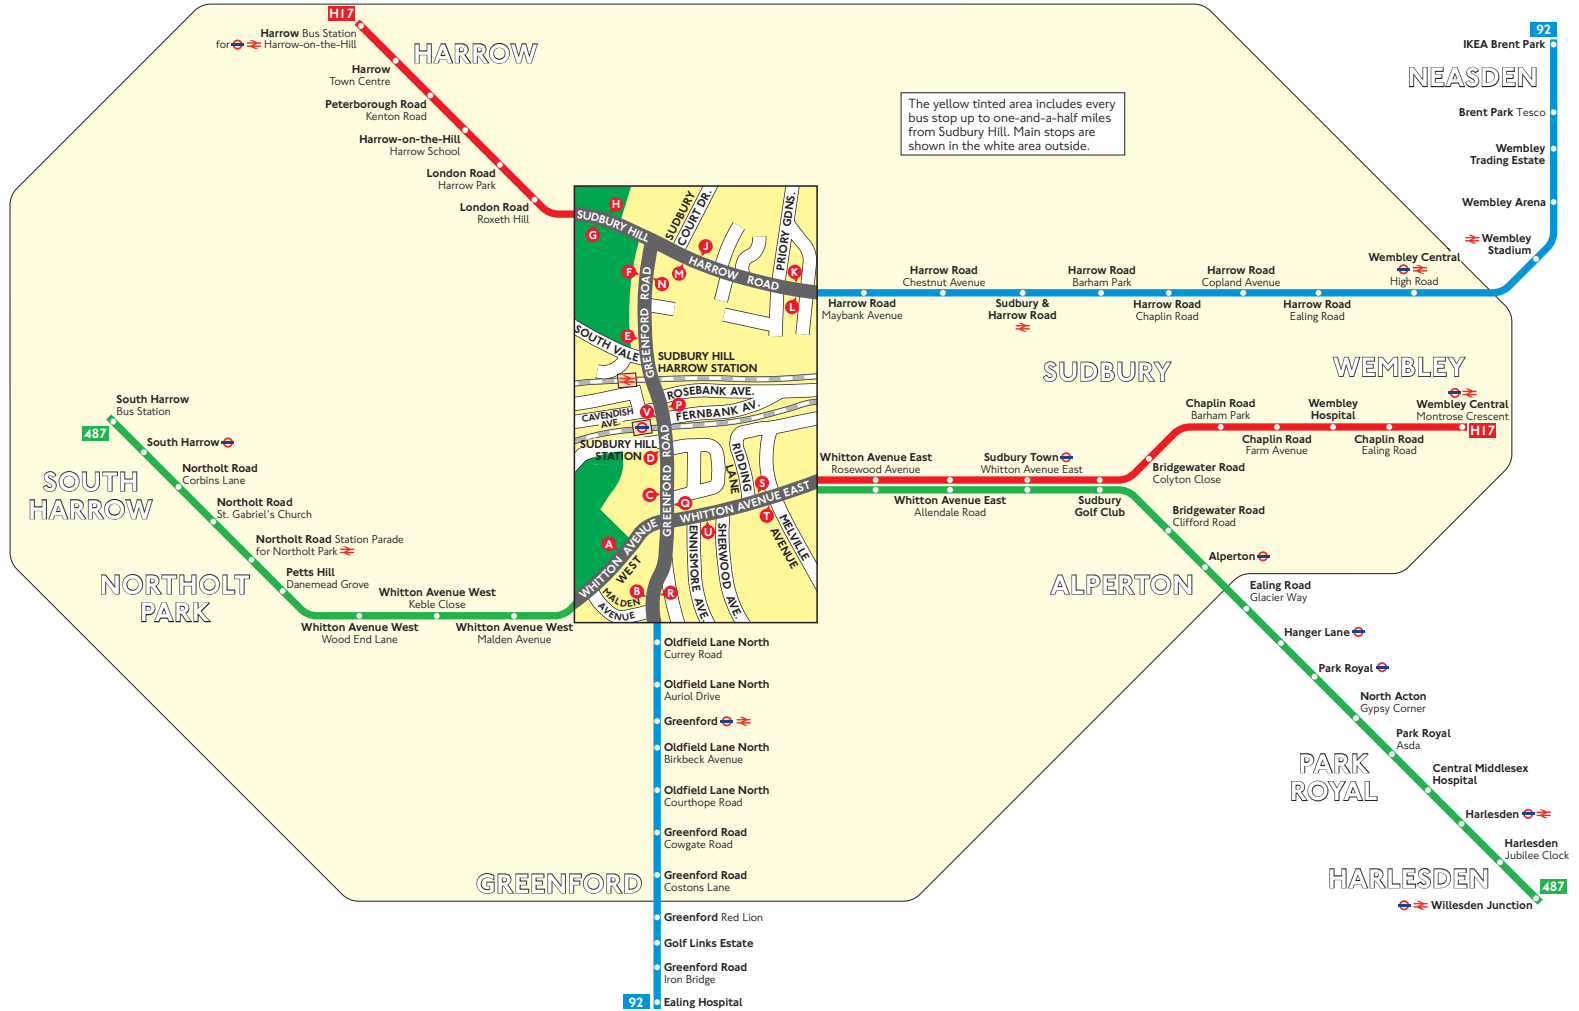 H17
Harrow Bus Station
for Harrow-on-the-Hill
HARROW
Harrow
Town Centre
Peterborough Road
Kenton Road
Harrow-on-the-Hill
Harrow School
London Road
Harrow Park
London Road
Roxeth Hill
The yellow tinted area includes every
bus stop up to one-and-a-half miles
from Sudbury Hill. Main stops are
shown in the white area outside.
92
IKEA Brent Park
NEASDEN
Brent Park Tesco
Wembley
Trading Estate
Wembley Arena
Wembley
Stadium
Wembley Central
High Road
Harrow Road
Ealing Road
Harrow Road
Copland Avenue
Harrow Road
Chaplin Road
Harrow Road
Barham Park
Sudbury &
Harrow Road
Harrow Road
Chestnut Avenue
Harrow Road
Maybank Avenue
SUDBURY HILL
SUDBURY
COURT DR.
PRIORY GDNS.
HARROW ROAD
GREENFORD ROAD
SOUTH VALE
SUDBURY HILL
HARROW STATION
ROSEBANK AVE.
FERNBANK AV.
CAVENDISH
AVE.
SUDBURY HILL
STATION
GREENFORD ROAD
RIDDING
LANE
WHITTON AVENUE EAST
WHITTON AVENUE
WEST
MALDEN
AVENUE
ENNISMORE AVE.
SHERWOOD AVE.
MELVILLE
AVENUE
H
G
J
F
M
N
K
L
E
V
P
D
C
Q
S
T
U
A
B
R
SUDBURY
WEMBLEY
Wembley Central
Montrose Crescent
H17
Chaplin Road
Ealing Road
Wembley
Hospital
Chaplin Road
Farm Avenue
Chaplin Road
Barham Park
Bridgewater Road
Colyton Close
Sudbury
Golf Club
Sudbury Town
Whitton Avenue East
Whitton Avenue East
Allendale Road
Whitton Avenue East
Rosewood Avenue
South Harrow
Bus Station
487
South Harrow
SOUTH
HARROW
Northolt Road
Corbins Lane
Northolt Road
St. Gabriel's Church
Northolt Road Station Parade
for Northolt Park
Petts Hill
Danemead Grove
NORTHOLT
PARK
Whitton Avenue West
Wood End Lane
Whitton Avenue West
Keble Close
Whitton Avenue West
Malden Avenue
Bridgewater Road
Clifford Road
Alperton
ALPERTON
Ealing Road
Glacier Way
Hanger Lane
Park Royal
North Acton
Gypsy Corner
Park Royal
Asda
PARK
ROYAL
Central Middlesex
Hospital
Harlesden
Harlesden
Jubilee Clock
HARLESDEN
487
Willesden Junction
Oldfield Lane North
Currey Road
Oldfield Lane North
Auriol Drive
Greenford
Oldfield Lane North
Birkbeck Avenue
Oldfield Lane North
Courthope Road
Greenford Road
Cowgate Road
Greenford Road
Costons Lane
GREENFORD
Greenford Red Lion
Golf Links Estate
Greenford Road
Iron Bridge
92
Ealing Hospital